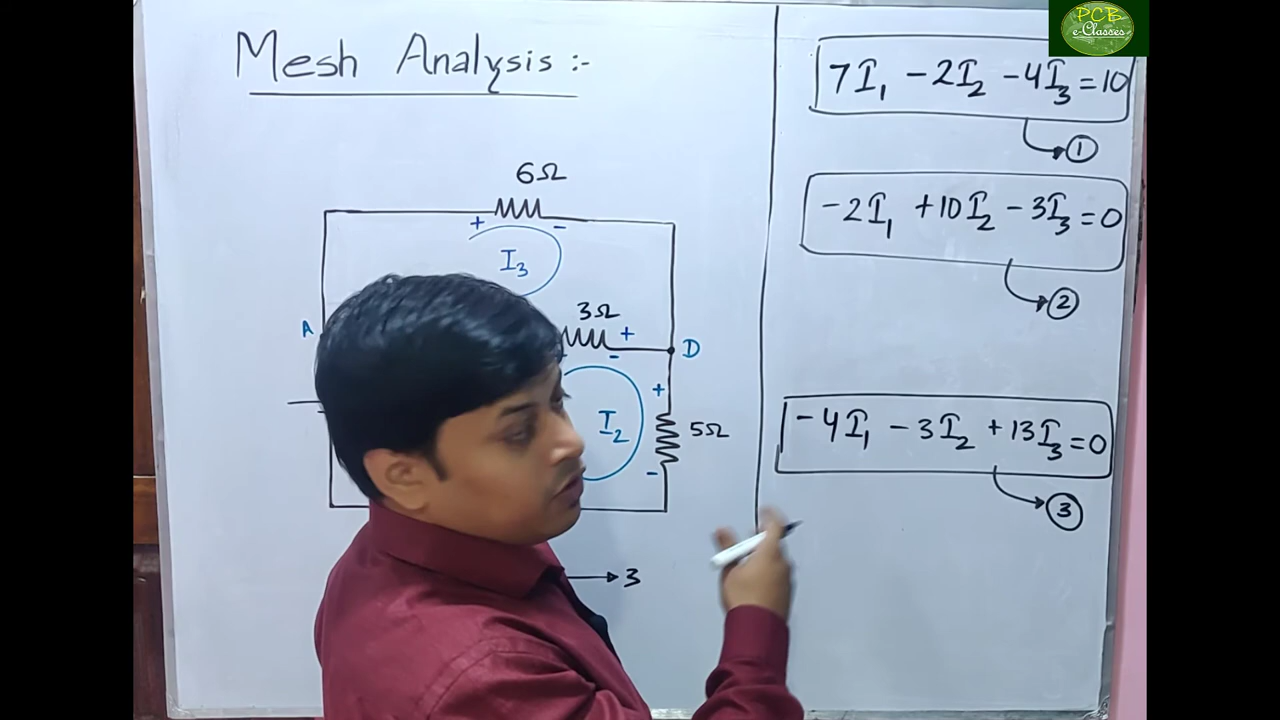 PCB
e-Classes
Mesh Analysis :-
6Ω
+ -
I₃
3Ω
+
-
A
D
+
I₂
5Ω
-
3
7I₁ - 2I₂ - 4I₃ = 10
1
-2I₁ + 10I₂ - 3I₃ = 0
2
-4I₁ - 3I₂ + 13I₃ = 0
3